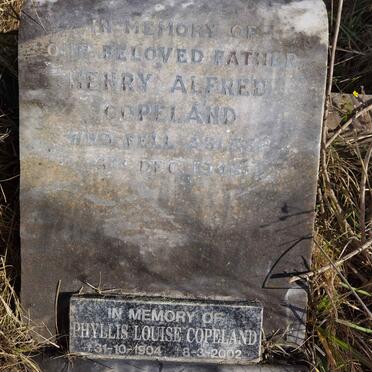 IN MEMORY OF
OUR BELOVED FATHER
HENRY ALFRED
COPELAND
WHO FELL ASLEEP
DEC
IN MEMORY OF
PHYLLIS LOUISE COPELAND
31-10-1904 8-3-2002